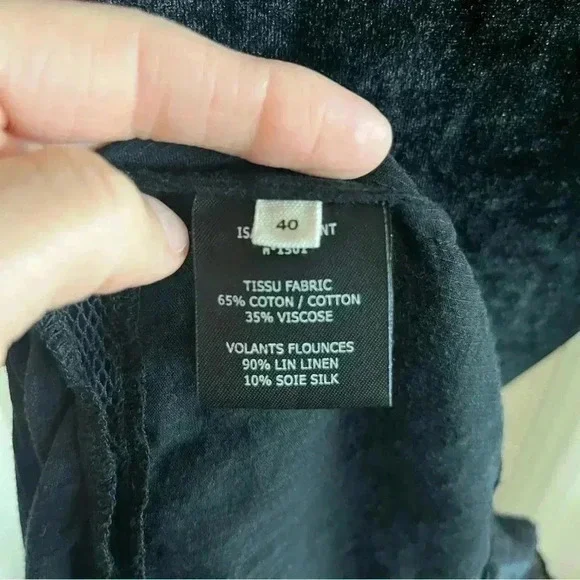 40
TISSU FABRIC
65% COTON / COTTON
35% VISCOSE
VOLANTS FLOUNCES
90% LIN LINEN
10% SOIE SILK